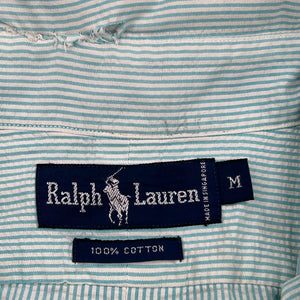 Ralph Lauren
MADE IN SINGAPORE
M
100% COTTON